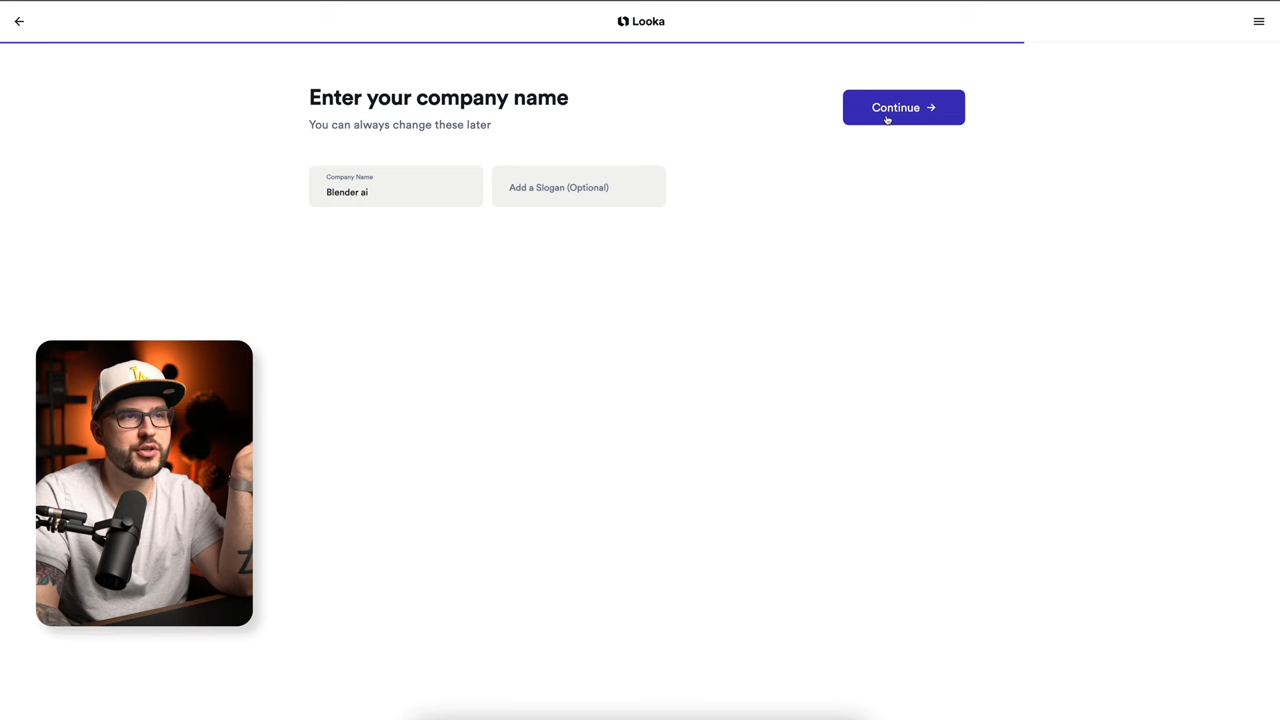 Looka
Enter your company name
Continue →
You can always change these later
Company Name
Blender ai
Add a Slogan (Optional)
LA